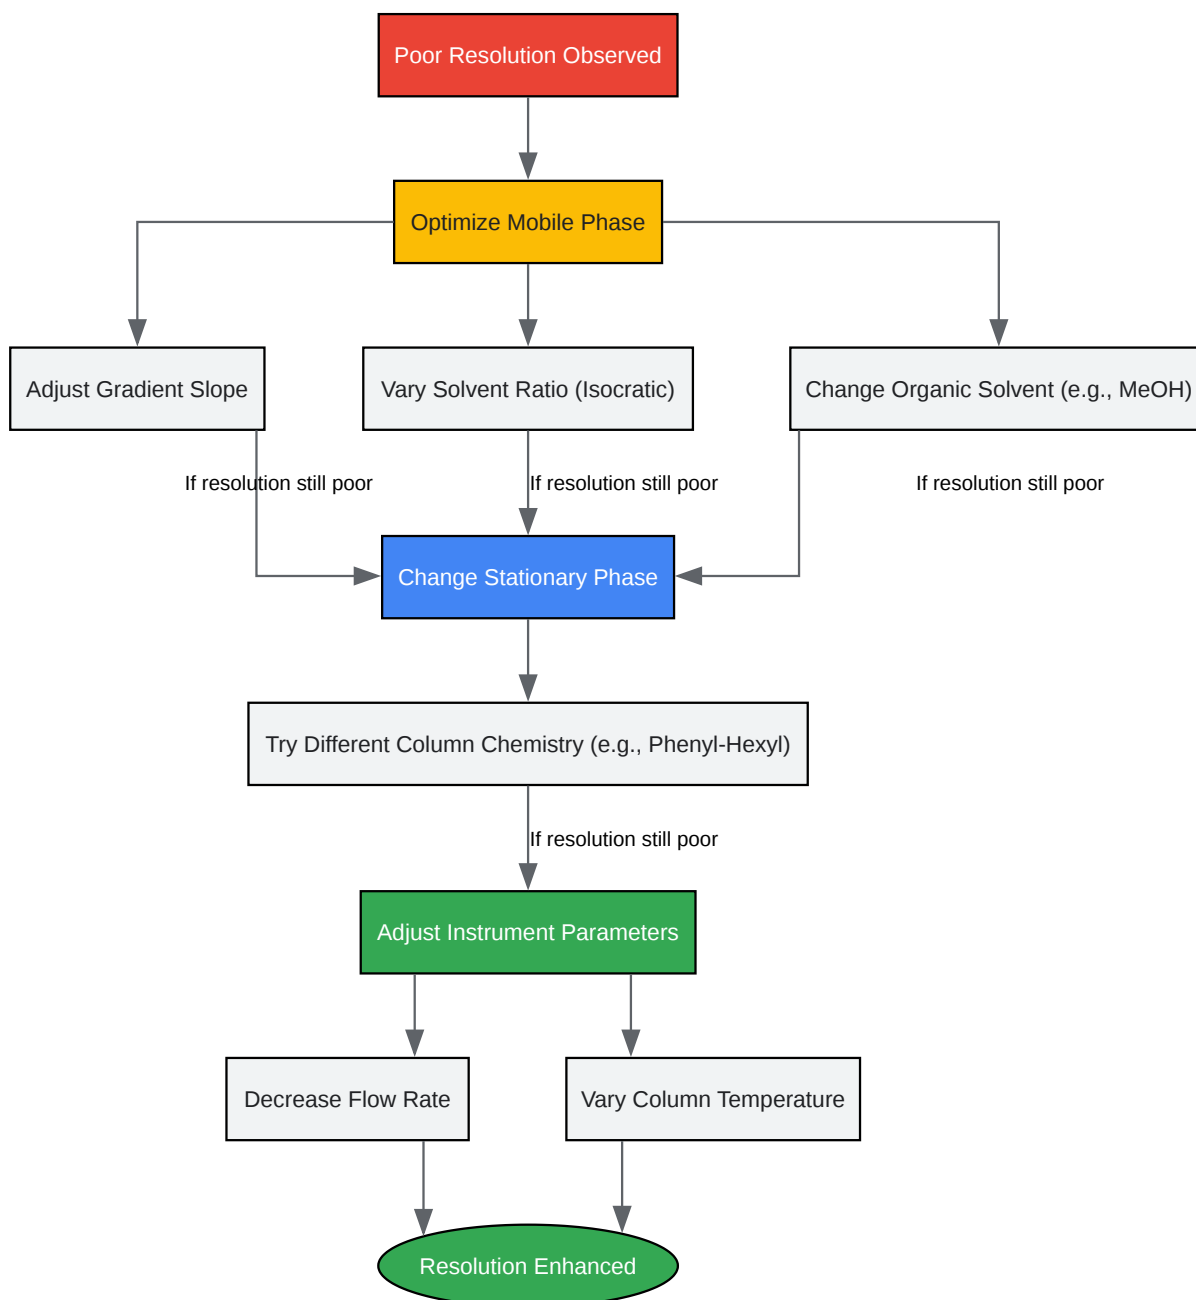 Poor Resolution Observed
Optimize Mobile Phase
Adjust Gradient Slope
Vary Solvent Ratio (Isocratic)
Change Organic Solvent (e.g., MeOH)
If resolution still poor
If resolution still poor
If resolution still poor
Change Stationary Phase
Try Different Column Chemistry (e.g., Phenyl-Hexyl)
If resolution still poor
Adjust Instrument Parameters
Decrease Flow Rate
Vary Column Temperature
Resolution Enhanced